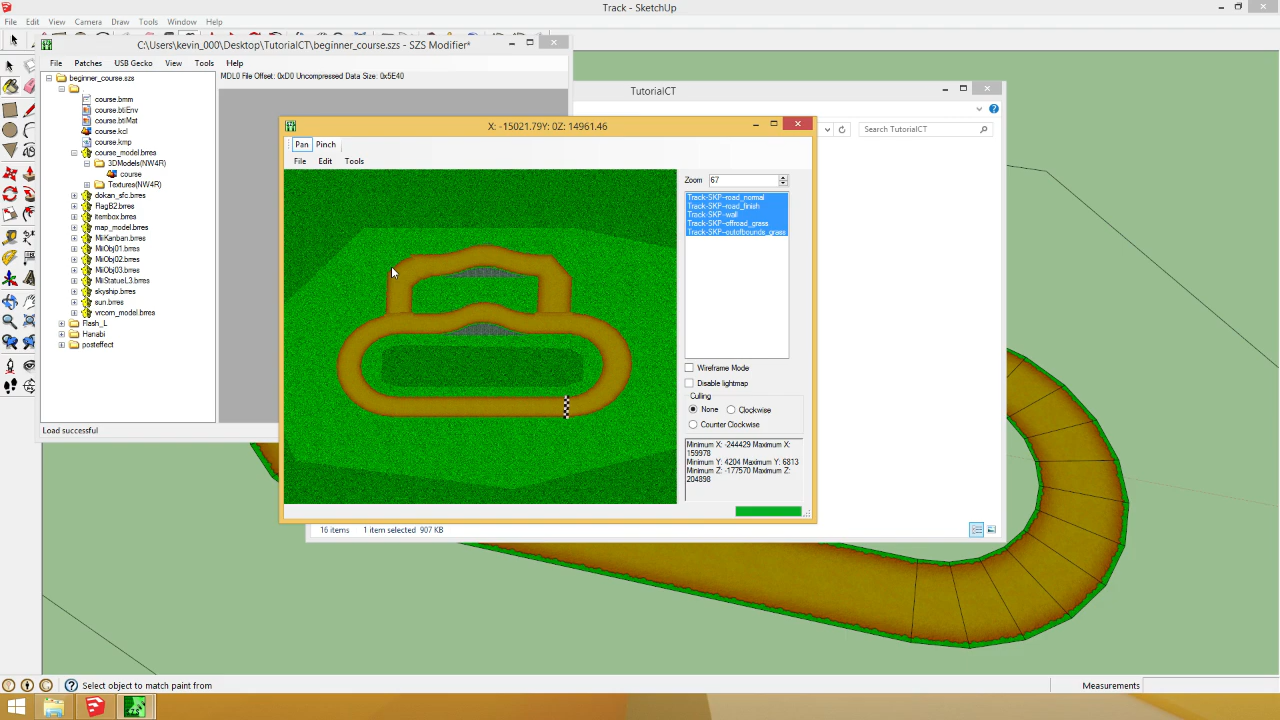 Track - SketchUp
File Edit View Camera Draw Tools Window Help
C:\Users\kevin_000\Desktop\TutorialCT\beginner_course.szs - SZS Modifier*
File Patches USB Gecko View Tools Help
MDL0 File Offset: 0xD0 Uncompressed Data Size: 0x5E40
beginner_course.szs
course.bmm
course.btiEnv
course.btiMat
course.kcl
course.kmp
course_model.brres
3DModels(NW4R)
course
Textures(NW4R)
dokan_sfc.brres
FlagB2.brres
itembox.brres
map_model.brres
MiiKanban.brres
MiiObj01.brres
MiiObj02.brres
MiiObj03.brres
MiiStatueL3.brres
skyship.brres
sun.brres
vrcorn_model.brres
Flash_L
Hanabi
posteffect
Load successful
TutorialCT
Search TutorialCT
X: -15021.79Y: 0Z: 14961.46
Pan Pinch
File Edit Tools
Zoom 67
Track-SKP--road_normal
Track-SKP--road_finish
Track-SKP--wall
Track-SKP--offroad_grass
Track-SKP--outofbounds_grass
Wireframe Mode
Disable lightmap
Culling
None Clockwise
Counter Clockwise
Minimum X: -244429 Maximum X:
159978
Minimum Y: 4204 Maximum Y: 6813
Minimum Z: -177570 Maximum Z:
204898
16 items 1 item selected 907 KB
Select object to match paint from
Measurements